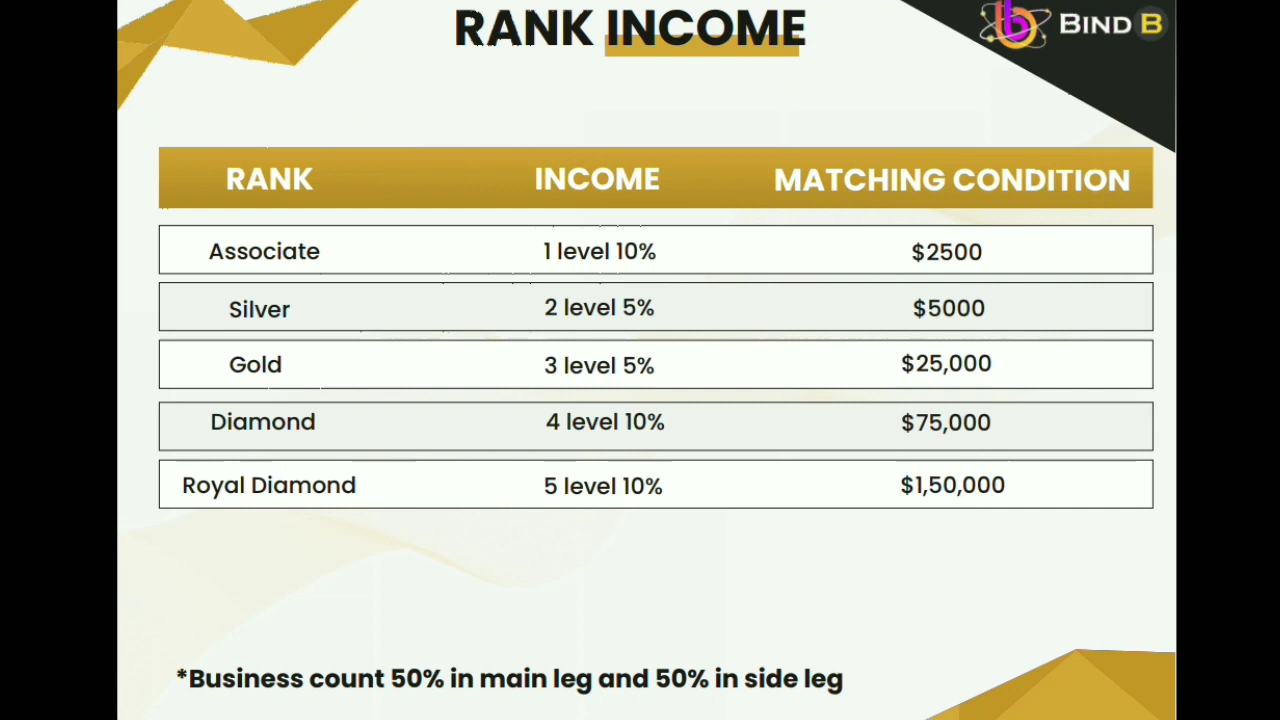 RANK INCOME
BIND B
RANK INCOME MATCHING CONDITION
Associate 1 level 10% $2500
Silver 2 level 5% $5000
Gold 3 level 5% $25,000
Diamond 4 level 10% $75,000
Royal Diamond 5 level 10% $1,50,000
*Business count 50% in main leg and 50% in side leg